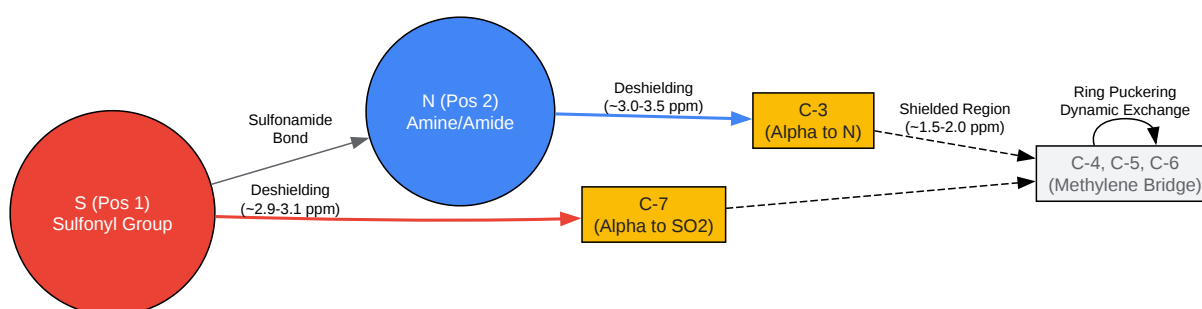 S (Pos 1)
Sulfonyl Group
Sulfonamide
Bond
Deshielding
(~2.9-3.1 ppm)
N (Pos 2)
Amine/Amide
Deshielding
(~3.0-3.5 ppm)
C-3
(Alpha to N)
C-7
(Alpha to SO2)
Shielded Region
(~1.5-2.0 ppm)
Ring Puckering
Dynamic Exchange
C-4, C-5, C-6
(Methylene Bridge)